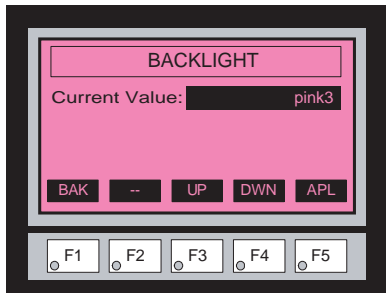 BACKLIGHT
Current Value: pink3
BAK -- UP DWN APL
F1 F2 F3 F4 F5